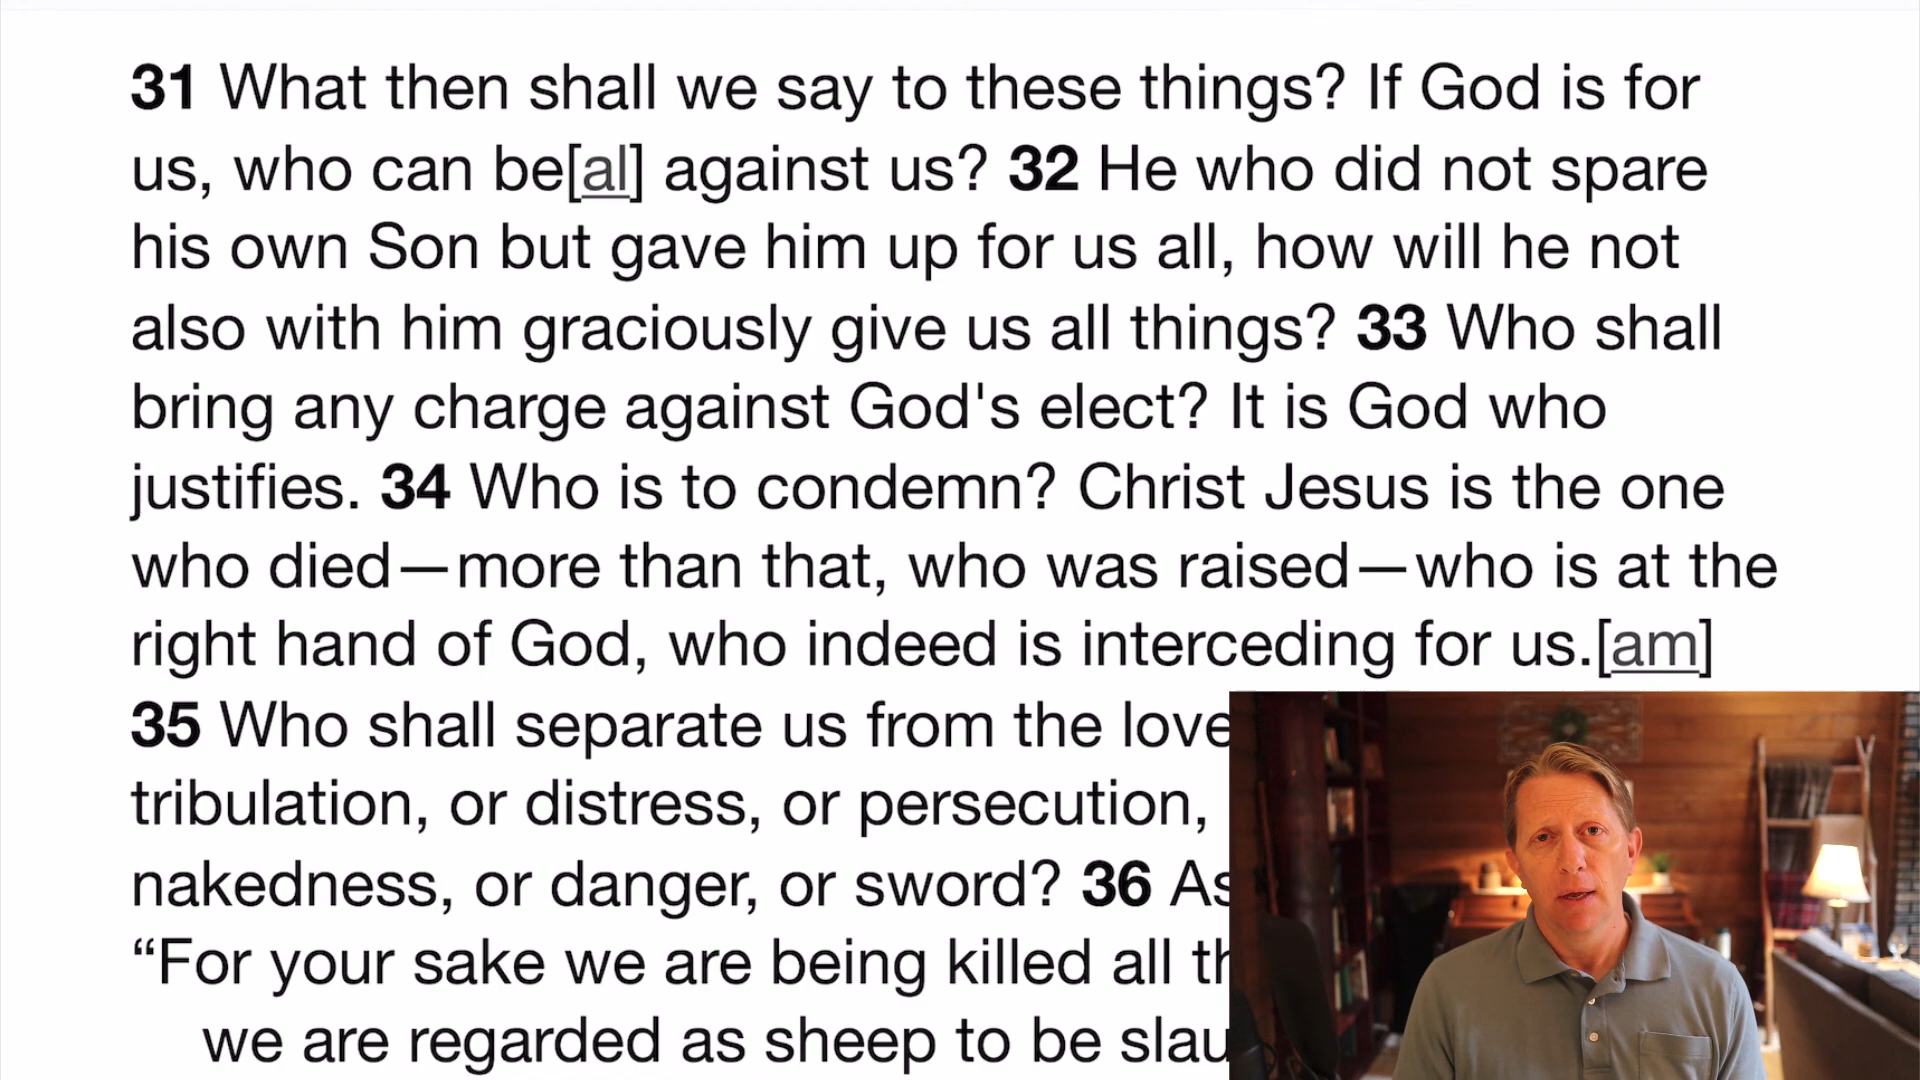 31 What then shall we say to these things? If God is for
us, who can be[al] against us? 32 He who did not spare
his own Son but gave him up for us all, how will he not
also with him graciously give us all things? 33 Who shall
bring any charge against God's elect? It is God who
justifies. 34 Who is to condemn? Christ Jesus is the one
who died—more than that, who was raised—who is at the
right hand of God, who indeed is interceding for us.[am]
35 Who shall separate us from the love
tribulation, or distress, or persecution,
nakedness, or danger, or sword? 36 As
“For your sake we are being killed all
we are regarded as sheep to be